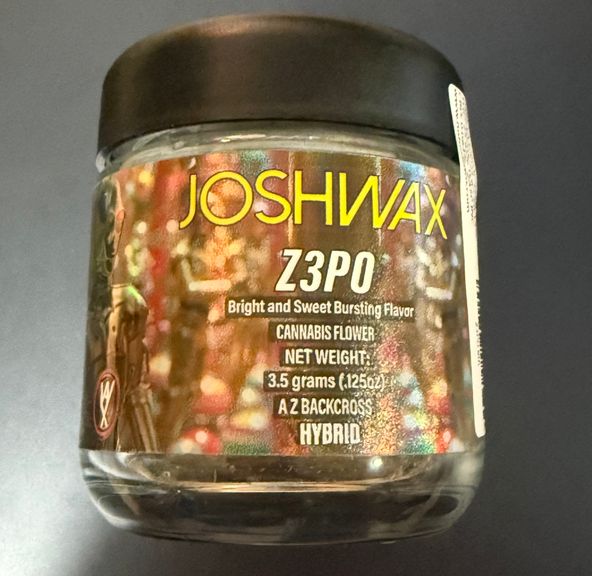 JOSHWAX
Z3PO
Bright and Sweet Bursting Flavor
CANNABIS FLOWER
NET WEIGHT:
3.5 grams (.125oz)
A Z BACKCROSS
HYBRID